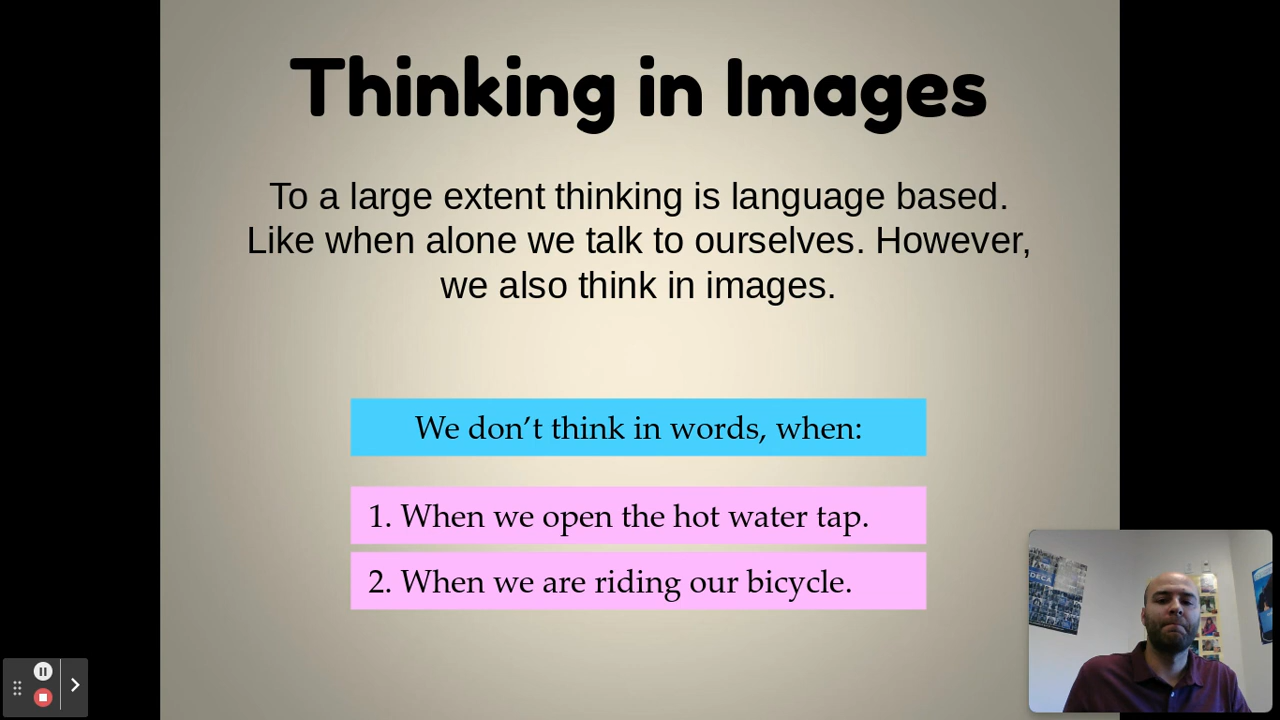 Thinking in Images
To a large extent thinking is language based.
Like when alone we talk to ourselves. However,
we also think in images.
We don’t think in words, when:
1. When we open the hot water tap.
2. When we are riding our bicycle.
DECA